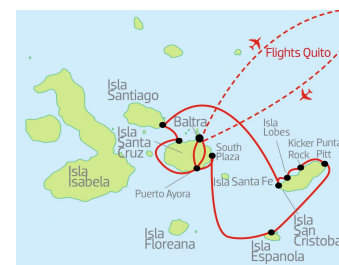 Flights Quito
Isla
Santiago
Baltra
Isla
Santa
Cruz
South
Plaza
Isla
Lobes
Kicker
Rock
Punta
Pitt
Isla
Isabela
Puerto Ayora
Isla Santa Fe
Isla
San
Cristoba
Isla
Floreana
Isla
Espanola